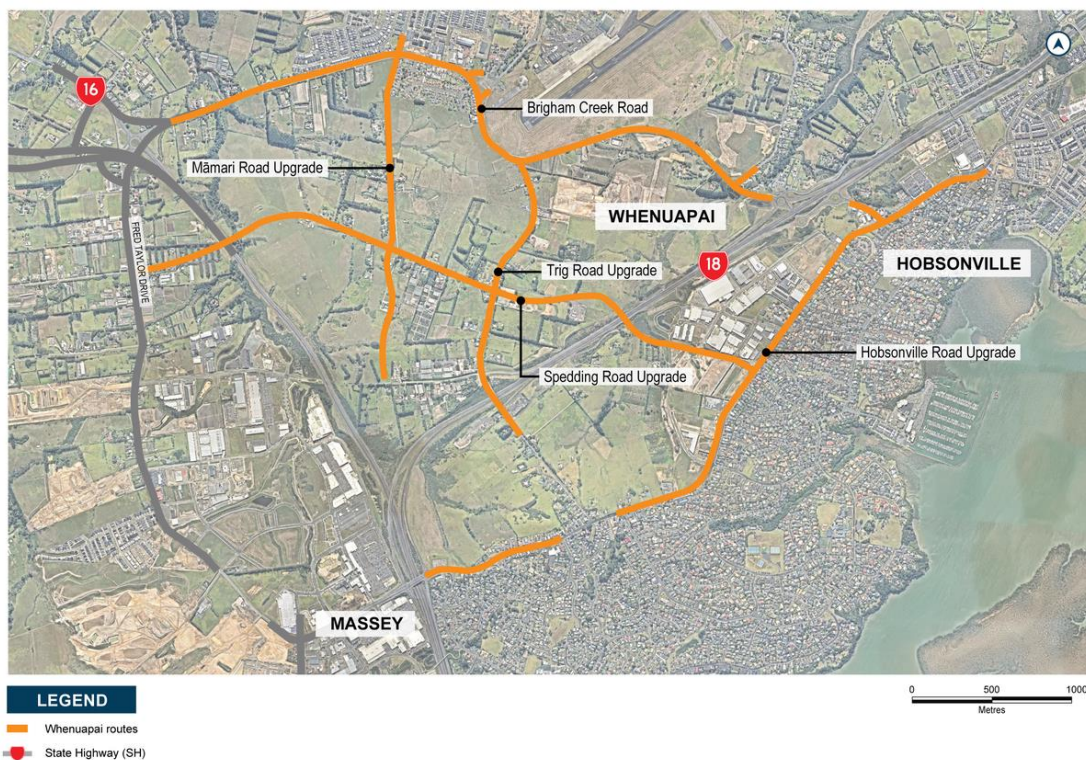 16
Brigham Creek Road
Māmari Road Upgrade
WHENUAPAI
FRED TAYLOR DRIVE
Trig Road Upgrade
18
HOBSONVILLE
Spedding Road Upgrade
Hobsonville Road Upgrade
MASSEY
LEGEND
Whenuapai routes
State Highway (SH)
0 500 1000
Metres